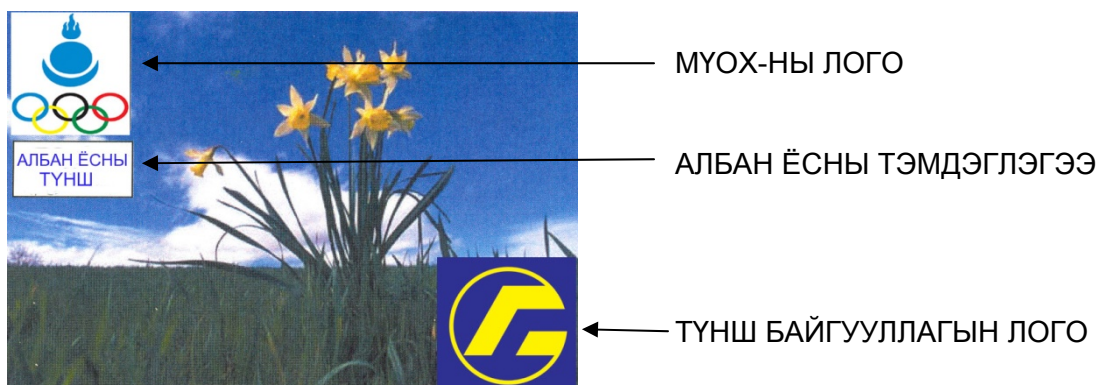 МҮОХ-НЫ ЛОГО
АЛБАН ЁСНЫ
ТҮНШ
АЛБАН ЁСНЫ ТЭМДЭГЛЭГЭЭ
ТҮНШ БАЙГУУЛЛАГЫН ЛОГО